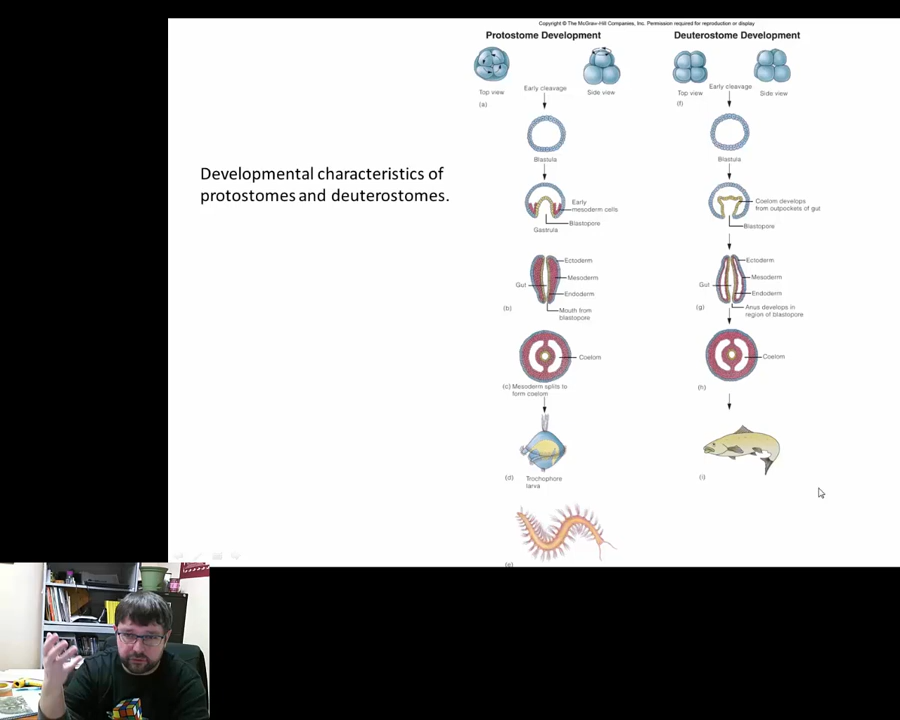 Copyright © The McGraw-Hill Companies, Inc. Permission required for reproduction or display
Protostome Development
Deuterostome Development
Top view
Early cleavage
Side view
(a)
Top view
Early cleavage
Side view
(f)
Blastula
Blastula
Developmental characteristics of
protostomes and deuterostomes.
Early
mesoderm cells
Blastopore
Gastrula
Coelom develops
from outpockets of gut
Blastopore
Ectoderm
Mesoderm
Gut
Endoderm
(b)
Mouth from
blastopore
Ectoderm
Mesoderm
Gut
Endoderm
(g)
Anus develops in
region of blastopore
Coelom
(c) Mesoderm splits to
form coelom
Coelom
(h)
(d)
Trochophore
larva
(i)
(e)